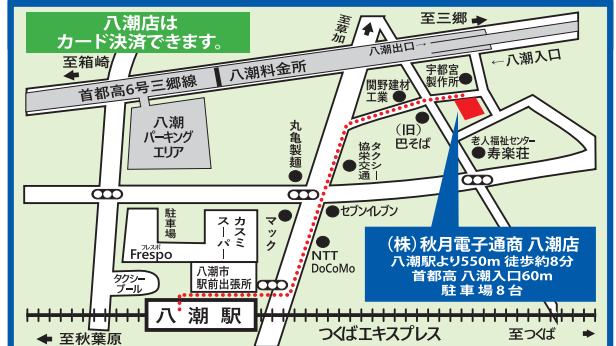 八潮店は
カード決済できます。
至箱崎
至草加
至三郷
八潮出口→
←八潮入口
首都高6号三郷線
八潮料金所
関野建材
工業
宇都宮
製作所
八潮
パーキング
エリア
丸亀製麺
タクシー
協栄交通
(旧)
巴そば
老人福祉センター
寿楽荘
駐車場
カスミ
スーパー
マック
セブンイレブン
フレスポ
Frespo
NTT
DoCoMo
タクシー
プール
八潮市
駅前出張所
(株)秋月電子通商 八潮店
八潮駅より550m 徒歩約8分
首都高 八潮入口60m
駐車場8台
八潮駅
至秋葉原
つくばエキスプレス
至つくば